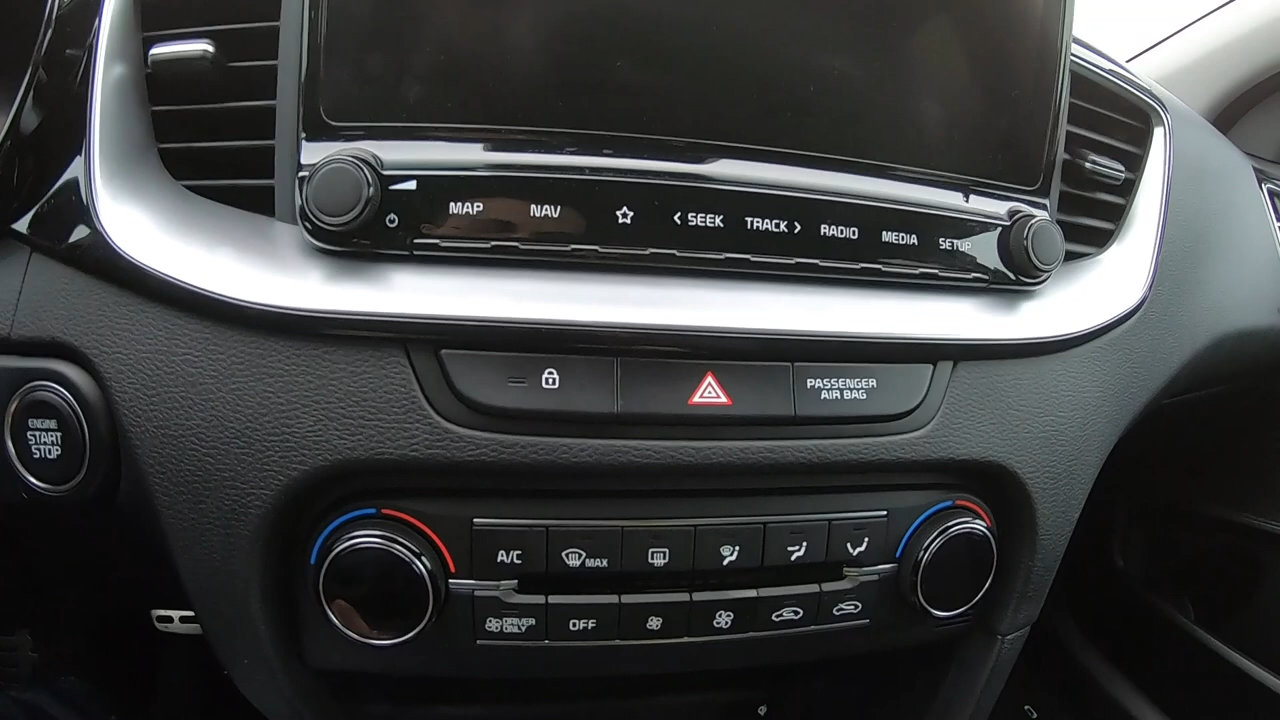 MAP NAV < SEEK TRACK > RADIO MEDIA SETUP
PASSENGER
AIR BAG
ENGINE
START
STOP
A/C MAX
DRIVER
ONLY
OFF